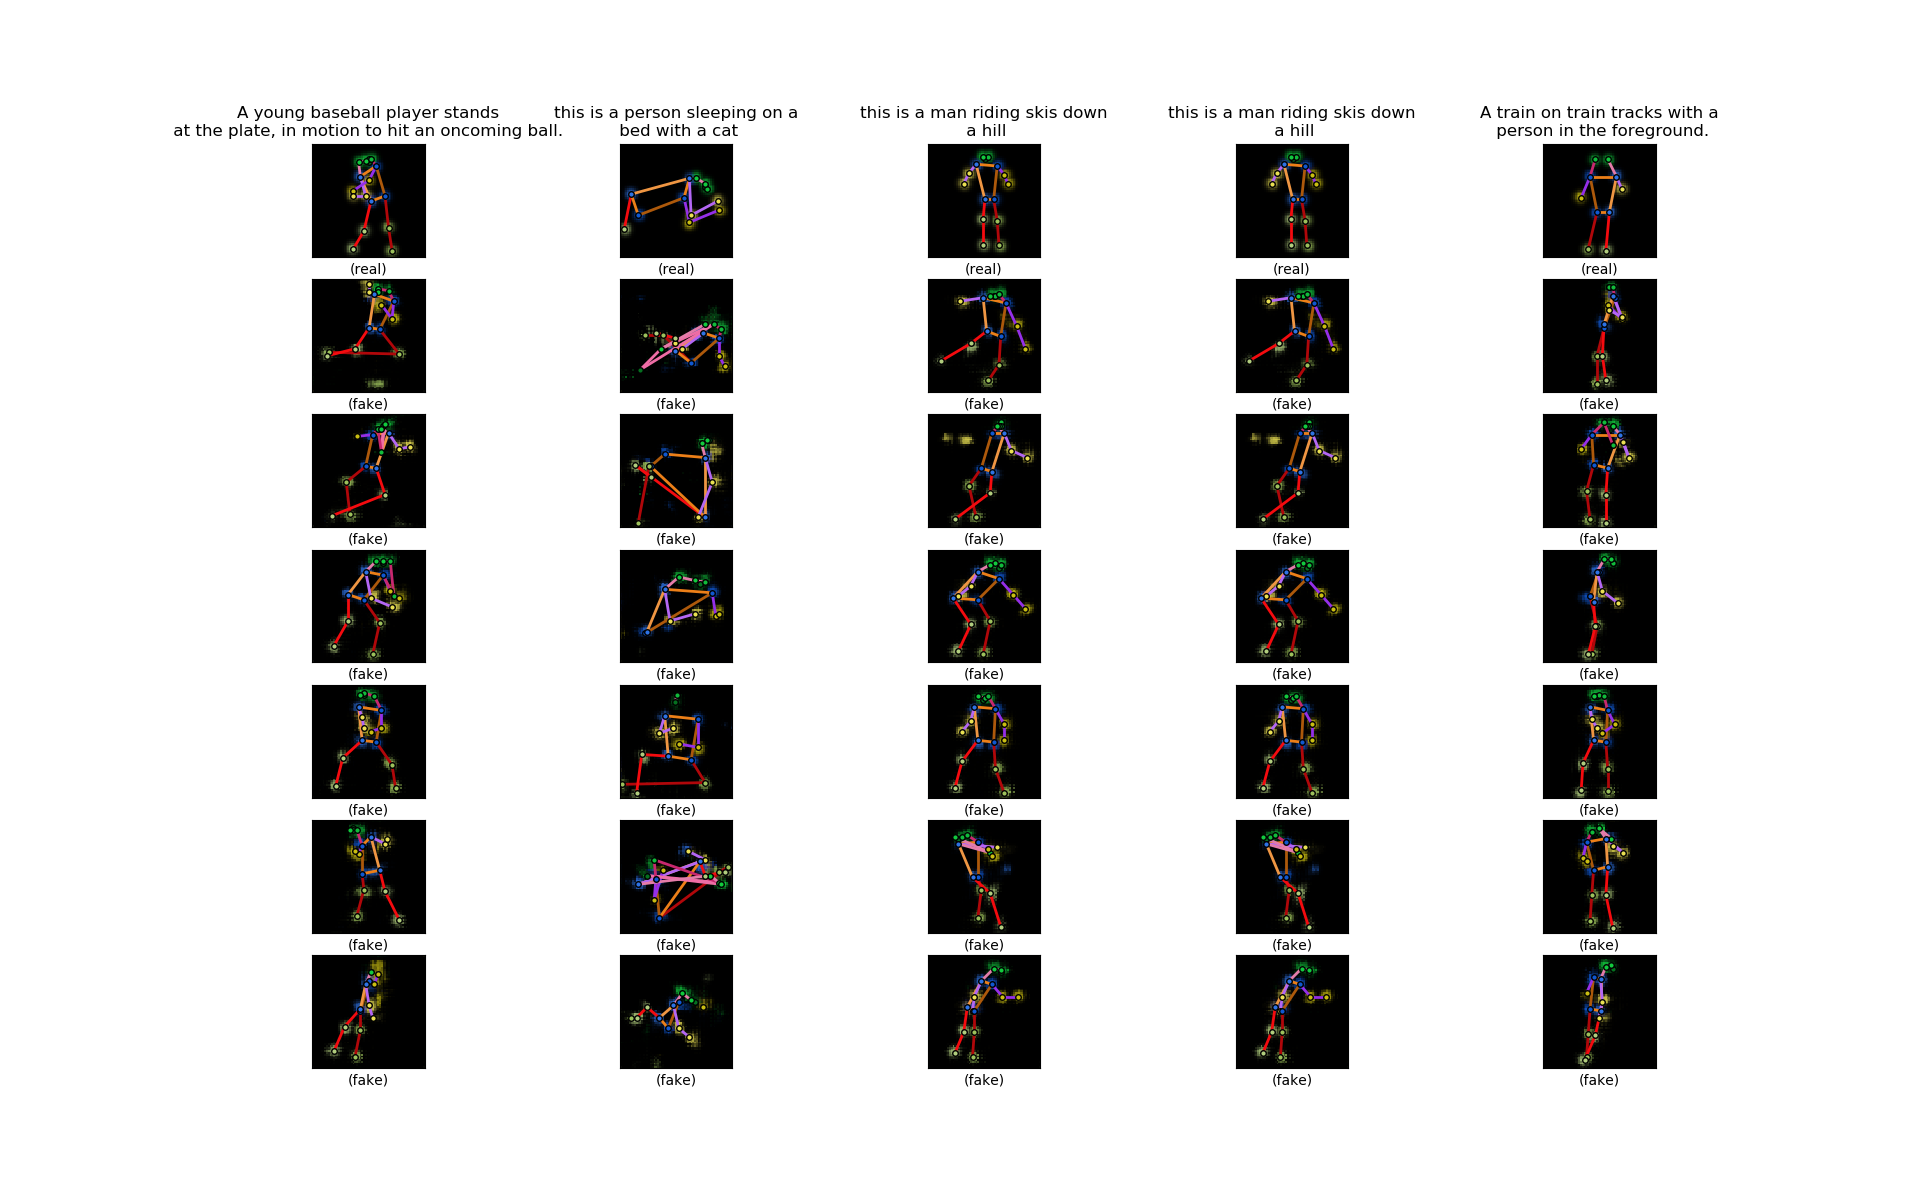 A young baseball player stands
at the plate, in motion to hit an oncoming ball.
this is a person sleeping on a
bed with a cat
this is a man riding skis down
a hill
this is a man riding skis down
a hill
A train on train tracks with a
person in the foreground.
(real) (real) (real) (real) (real)
(fake) (fake) (fake) (fake) (fake)
(fake) (fake) (fake) (fake) (fake)
(fake) (fake) (fake) (fake) (fake)
(fake) (fake) (fake) (fake) (fake)
(fake) (fake) (fake) (fake) (fake)
(fake) (fake) (fake) (fake) (fake)